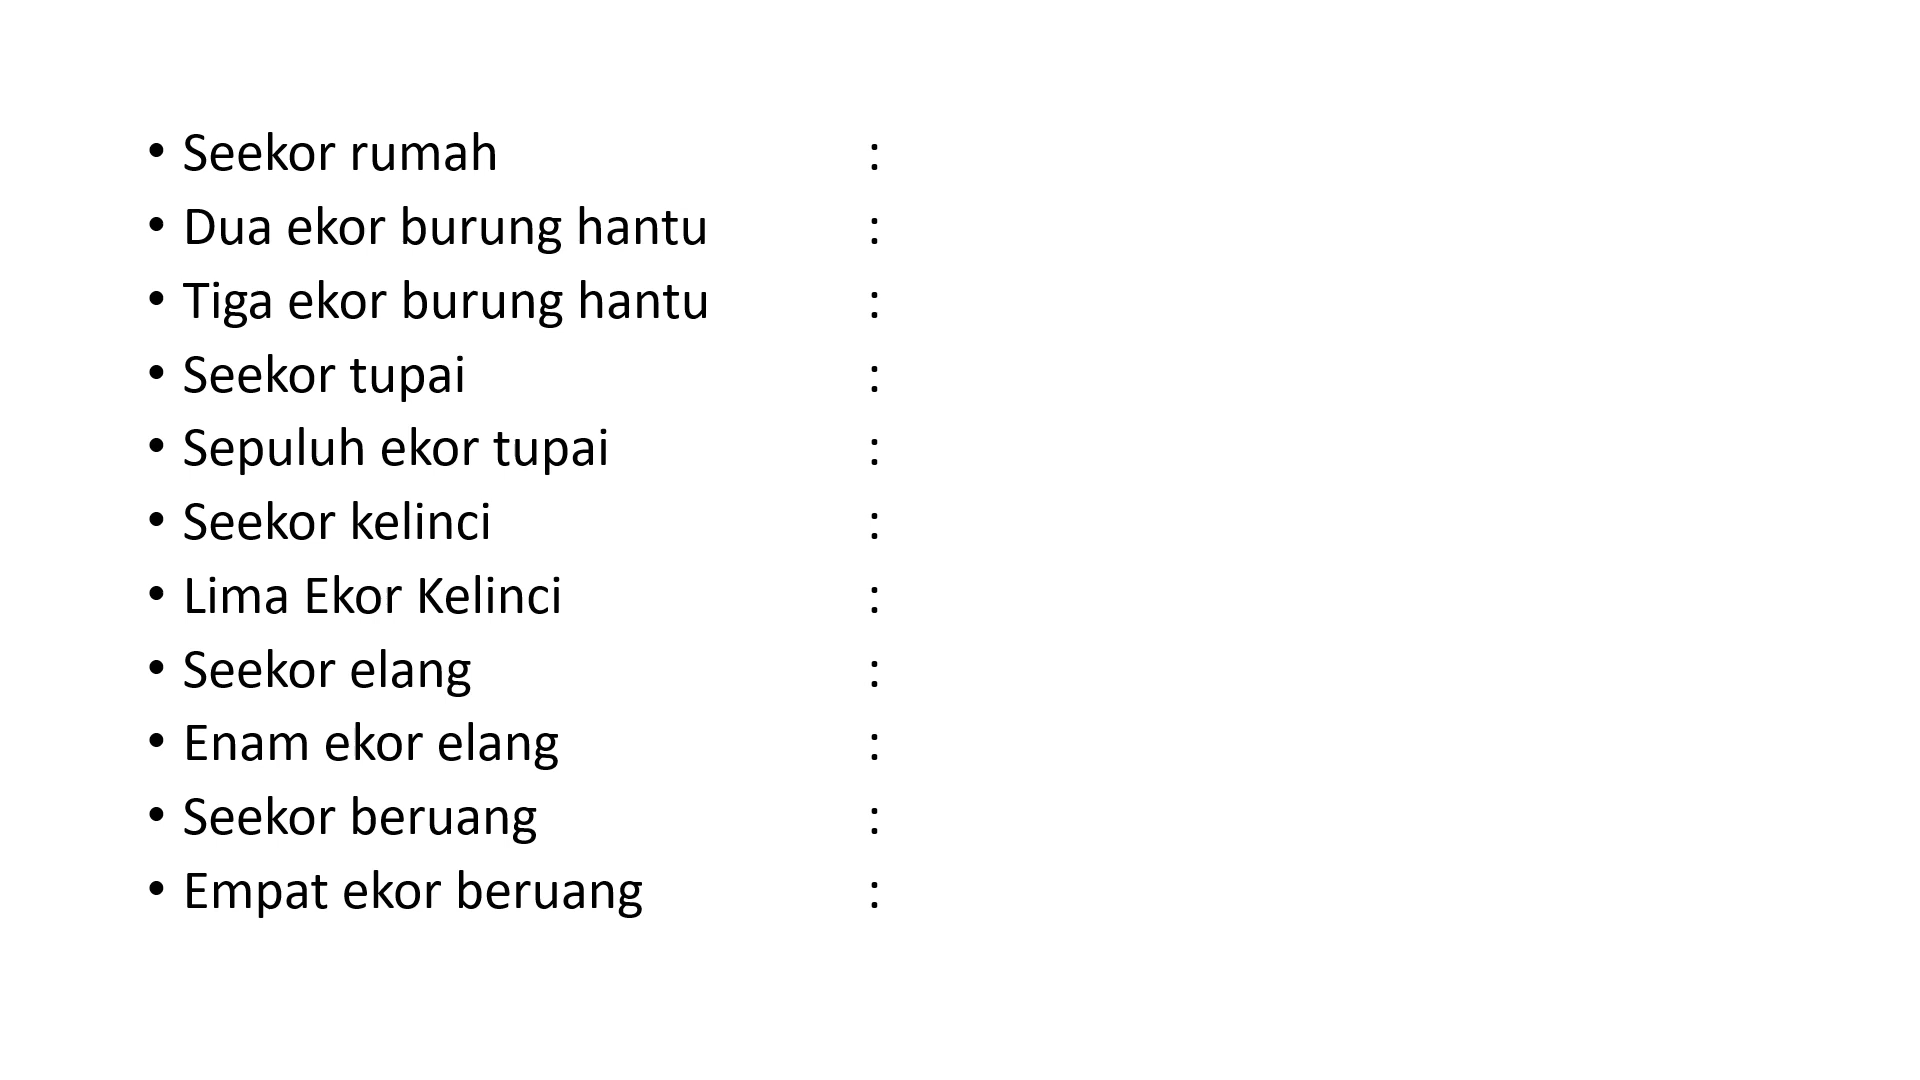 • Seekor rumah :
• Dua ekor burung hantu :
• Tiga ekor burung hantu :
• Seekor tupai :
• Sepuluh ekor tupai :
• Seekor kelinci :
• Lima Ekor Kelinci :
• Seekor elang :
• Enam ekor elang :
• Seekor beruang :
• Empat ekor beruang :